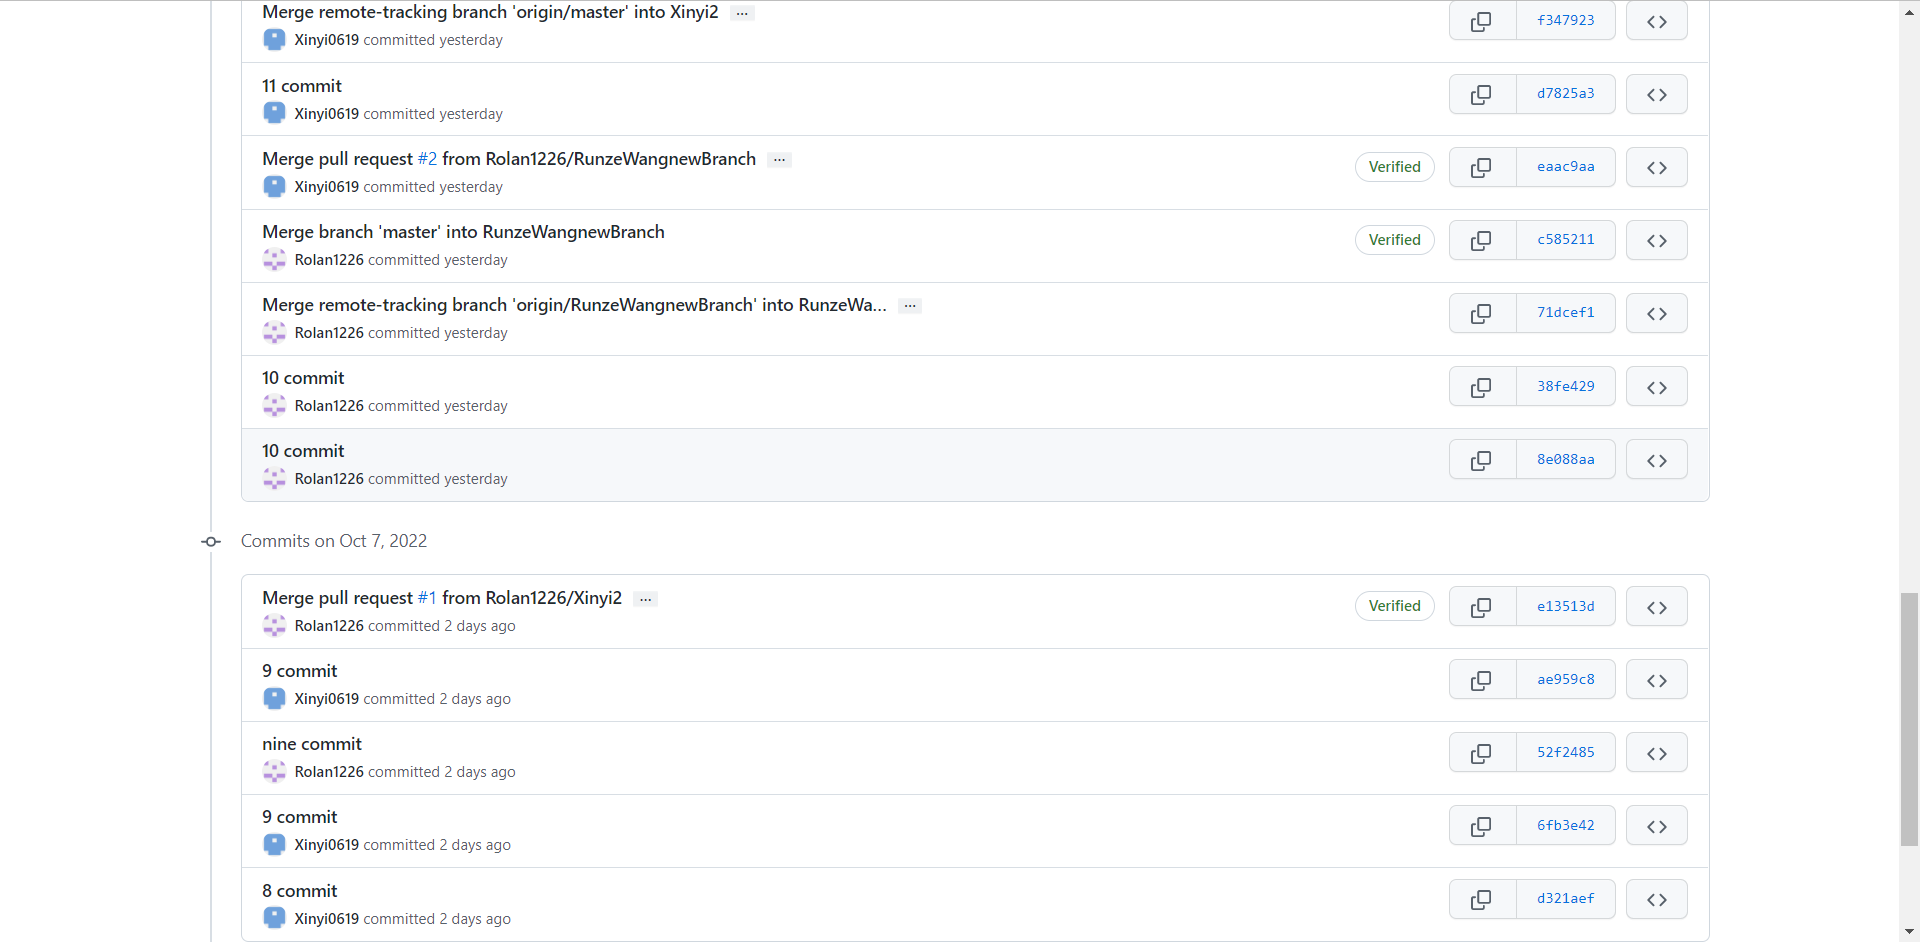 Merge remote-tracking branch 'origin/master' into Xinyi2 ...
f347923
Xinyi0619 committed yesterday
11 commit
d7825a3
Xinyi0619 committed yesterday
Merge pull request #2 from Rolan1226/RunzeWangnewBranch ...
Verified
eaac9aa
Xinyi0619 committed yesterday
Merge branch 'master' into RunzeWangnewBranch
Verified
c585211
Rolan1226 committed yesterday
Merge remote-tracking branch 'origin/RunzeWangnewBranch' into RunzeWa... ...
71dcef1
Rolan1226 committed yesterday
10 commit
38fe429
Rolan1226 committed yesterday
10 commit
8e088aa
Rolan1226 committed yesterday
Commits on Oct 7, 2022
Merge pull request #1 from Rolan1226/Xinyi2 ...
Verified
e13513d
Rolan1226 committed 2 days ago
9 commit
ae959c8
Xinyi0619 committed 2 days ago
nine commit
52f2485
Rolan1226 committed 2 days ago
9 commit
6fb3e42
Xinyi0619 committed 2 days ago
8 commit
d321aef
Xinyi0619 committed 2 days ago